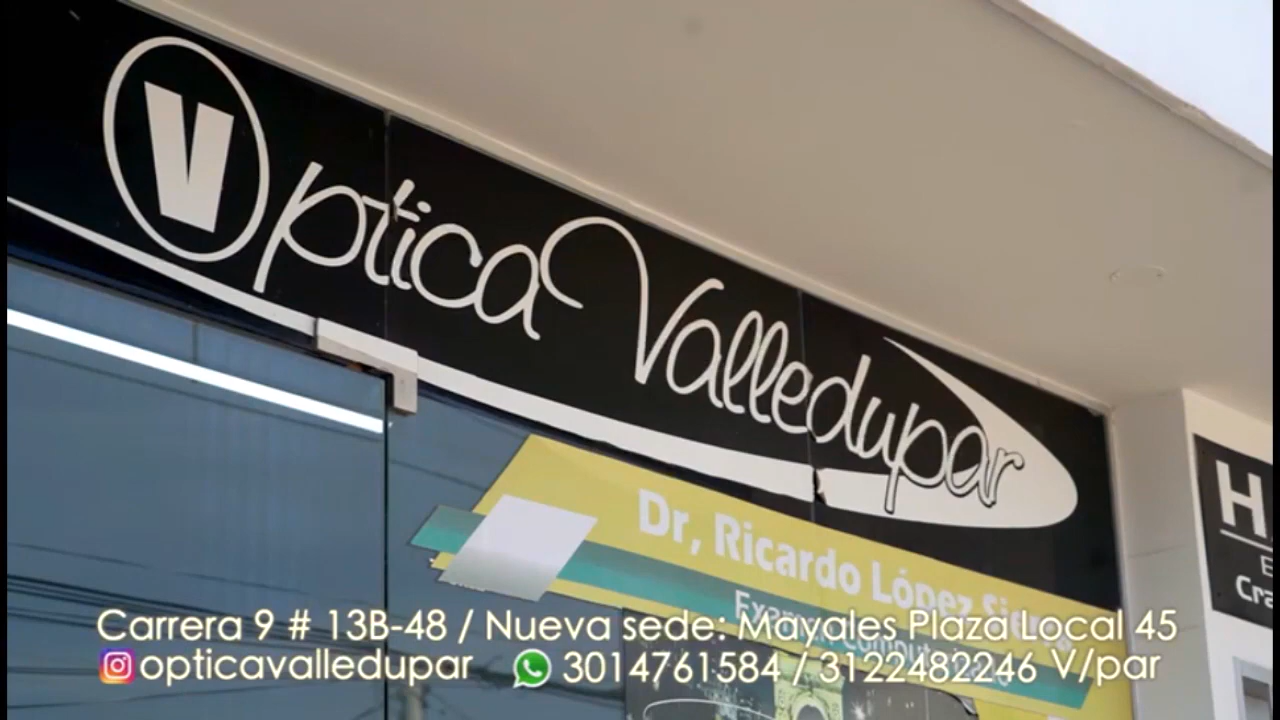 V
Optica Valledupar
Dr, Ricardo López
H
Carrera 9 # 13B-48 / Nueva sede: Mayales Plaza Local 45
opticavalledupar 3014761584 / 3122482246 V/par